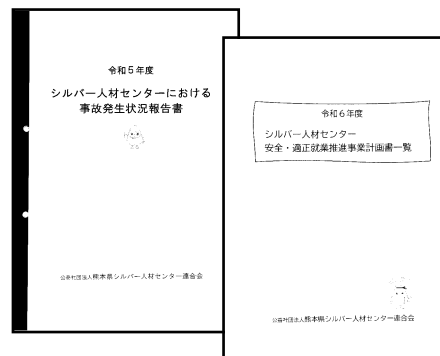 令和5年度
シルバー人材センターにおける
事故発生状況報告書
公益社団法人熊本県シルバー人材センター連合会
令和6年度
シルバー人材センター
安全・適正就業推進事業計画書一覧
公益社団法人熊本県シルバー人材センター連合会